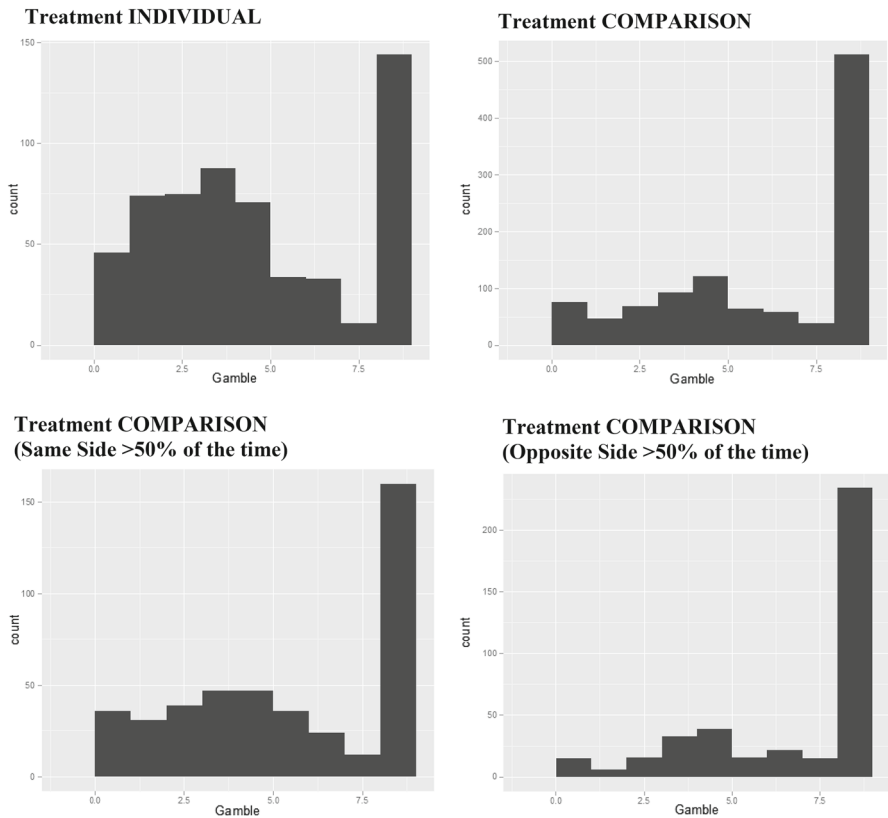 Treatment INDIVIDUAL
150
100
50
0
count
0.0 2.5 5.0 7.5
Gamble
Treatment COMPARISON
500
400
300
200
100
0
count
0.0 2.5 5.0 7.5
Gamble
Treatment COMPARISON
(Same Side >50% of the time)
150
100
50
0
count
0.0 2.5 5.0 7.5
Gamble
Treatment COMPARISON
(Opposite Side >50% of the time)
200
150
100
50
0
count
0.0 2.5 5.0 7.5
Gamble